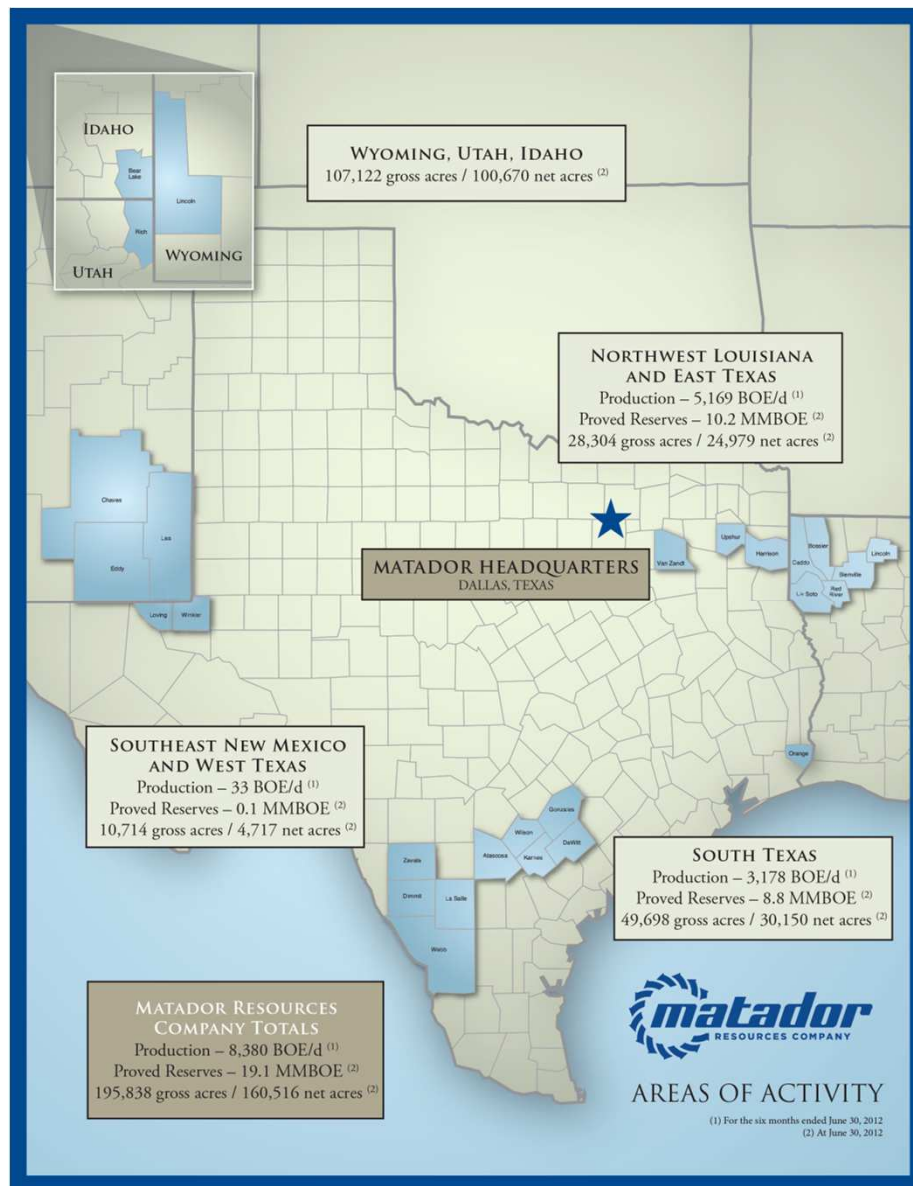 IDAHO
Bear
Lake
Lincoln
Rich
WYOMING
UTAH
WYOMING, UTAH, IDAHO
107,122 gross acres / 100,670 net acres (2)
NORTHWEST LOUISIANA
AND EAST TEXAS
Production – 5,169 BOE/d (1)
Proved Reserves – 10.2 MMBOE (2)
28,304 gross acres / 24,979 net acres (2)
Chaves
Lea
Eddy
Loving
Winkler
MATADOR HEADQUARTERS
DALLAS, TEXAS
Van Zandt
Upshur
Harrison
Caddo
Bossier
Lincoln
Bienville
Red
River
Orange
SOUTHEAST NEW MEXICO
AND WEST TEXAS
Production – 33 BOE/d (1)
Proved Reserves – 0.1 MMBOE (2)
10,714 gross acres / 4,717 net acres (2)
Zavala
Dimmit
La Salle
Webb
Gonzales
Wilson
Atascosa
Karnes
DeWitt
SOUTH TEXAS
Production – 3,178 BOE/d (1)
Proved Reserves – 8.8 MMBOE (2)
49,698 gross acres / 30,150 net acres (2)
MATADOR RESOURCES
COMPANY TOTALS
Production – 8,380 BOE/d (1)
Proved Reserves – 19.1 MMBOE (2)
195,838 gross acres / 160,516 net acres (2)
matador
RESOURCES COMPANY
AREAS OF ACTIVITY
(1) For the six months ended June 30, 2012
(2) At June 30, 2012